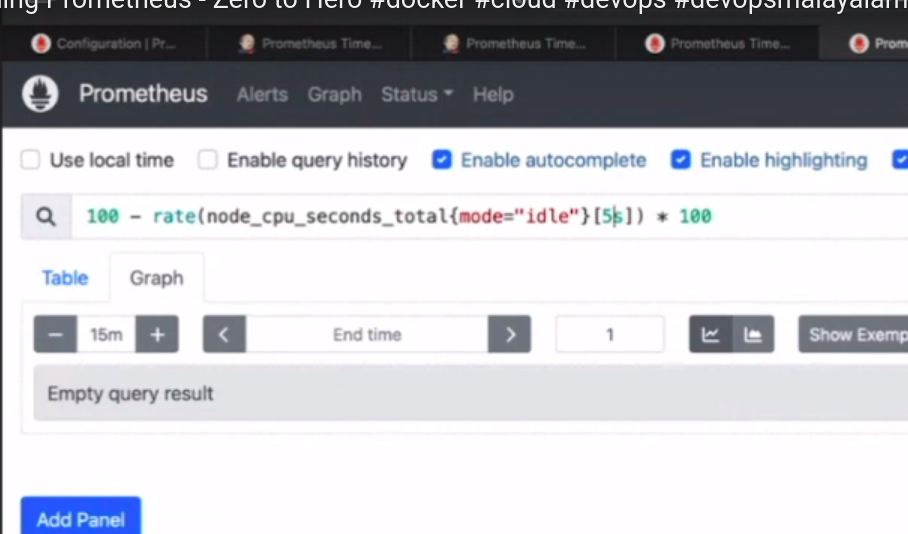 ing Prometheus - Zero to Hero #docker #cloud #devops #devopsmalayalam
Configuration | Pr... Prometheus Time... Prometheus Time... Prometheus Time... Prom
Prometheus Alerts Graph Status Help
Use local time Enable query history Enable autocomplete Enable highlighting
100 - rate(node_cpu_seconds_total{mode="idle"}[5s]) * 100
Table Graph
− 15m + < End time > 1 Show Exemp
Empty query result
Add Panel